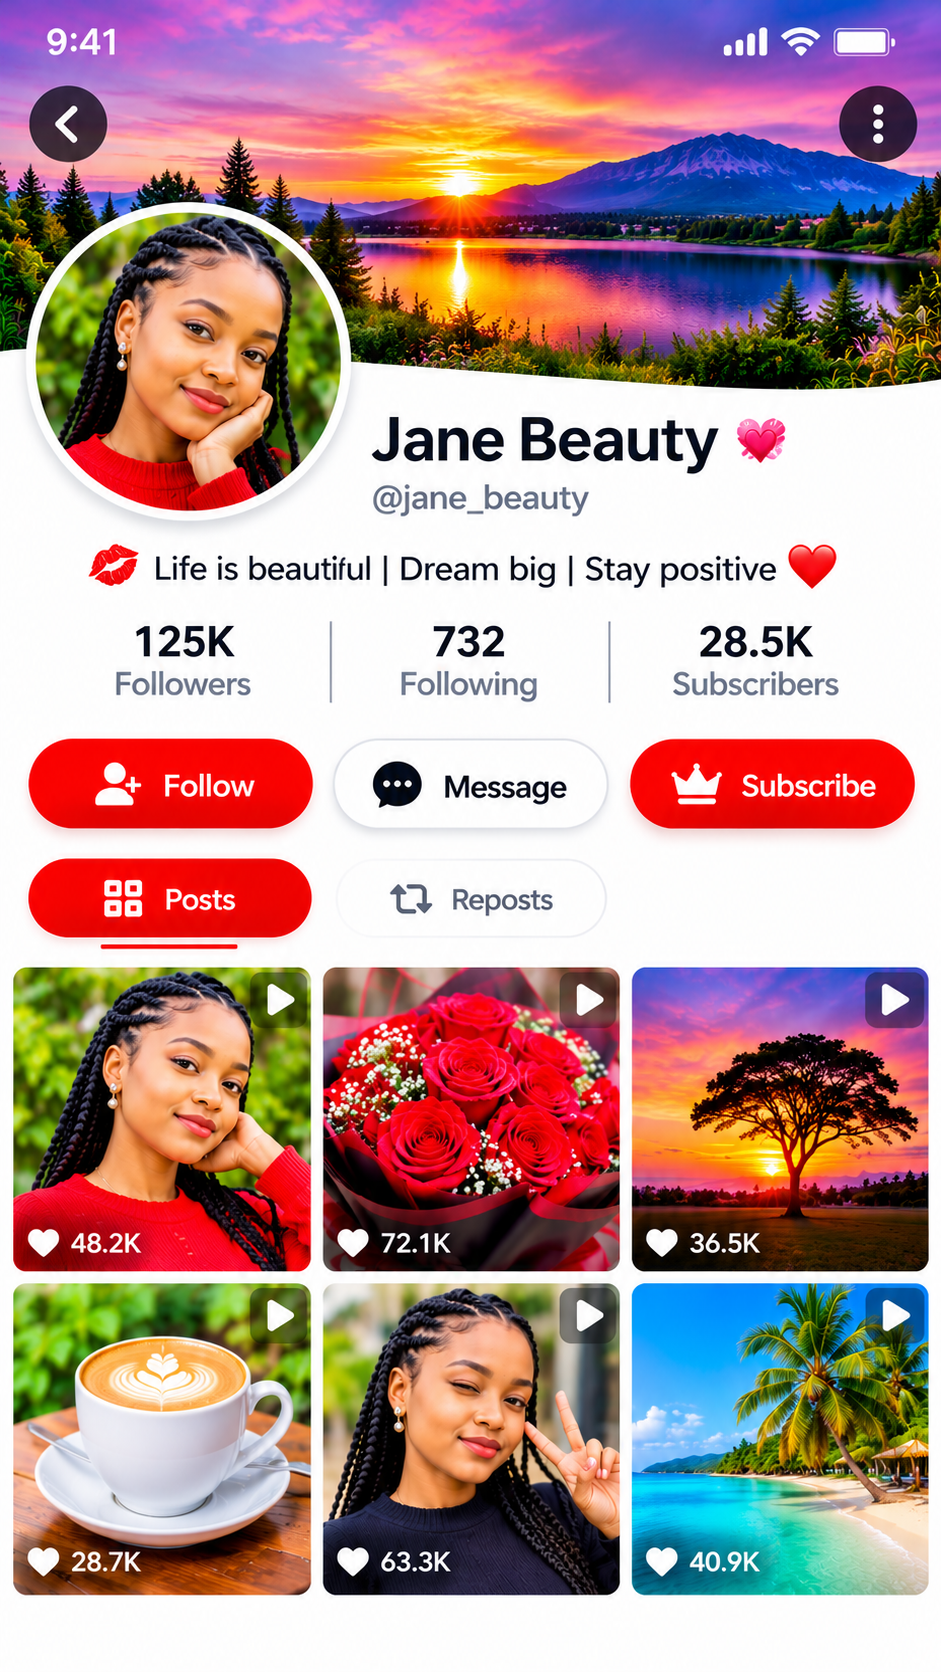 9:41
Jane Beauty 💘
@jane_beauty
💋 Life is beautiful | Dream big | Stay positive ❤️
125K 732 28.5K
Followers Following Subscribers
Follow Message Subscribe
Posts Reposts
48.2K 72.1K 36.5K
28.7K 63.3K 40.9K